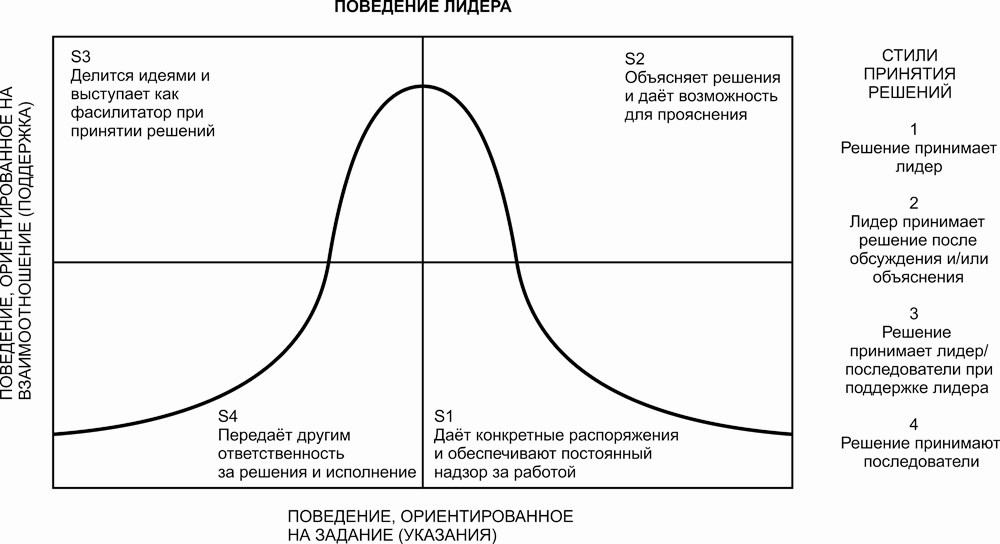 ПОВЕДЕНИЕ ЛИДЕРА
ПОВЕДЕНИЕ, ОРИЕНТИРОВАННОЕ НА
ВЗАИМООТНОШЕНИЕ (ПОДДЕРЖКА)
S3
Делится идеями и
выступает как
фасилитатор при
принятии решений
S2
Объясняет решения
и даёт возможность
для прояснения
S4
Передаёт другим
ответственность
за решения и исполнение
S1
Даёт конкретные распоряжения
и обеспечивают постоянный
надзор за работой
ПОВЕДЕНИЕ, ОРИЕНТИРОВАННОЕ
НА ЗАДАНИЕ (УКАЗАНИЯ)
СТИЛИ
ПРИНЯТИЯ
РЕШЕНИЙ
1
Решение принимает
лидер
2
Лидер принимает
решение после
обсуждения и/или
объяснения
3
Решение
принимает лидер/
последователи при
поддержке лидера
4
Решение принимают
последователи